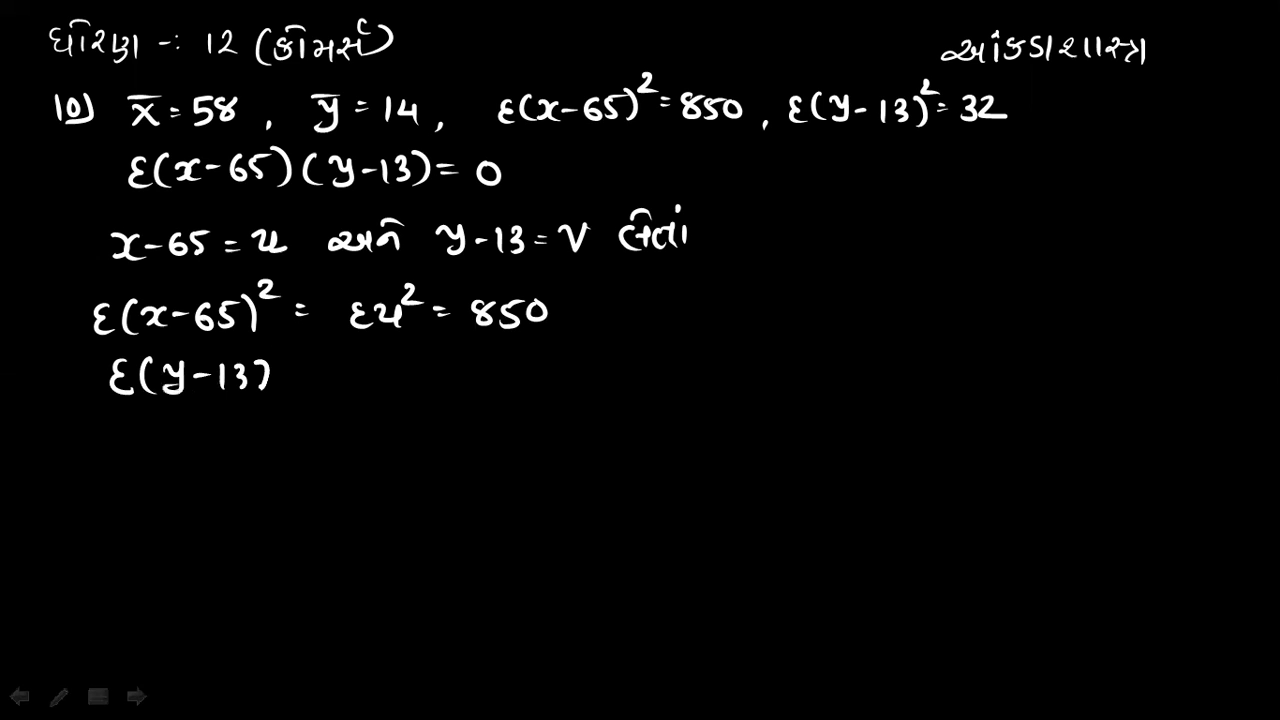 ધોરણ -: 12 (કોમર્સ) આંકડાશાસ્ત્ર
10) x̅ = 58 , y̅ = 14 , Σ(x-65)² = 850 , Σ(y-13)² = 32
Σ(x-65)(y-13) = 0
x-65 = u અને y-13 = v લેતાં
Σ(x-65)² = Σu² = 850
Σ(y-13)